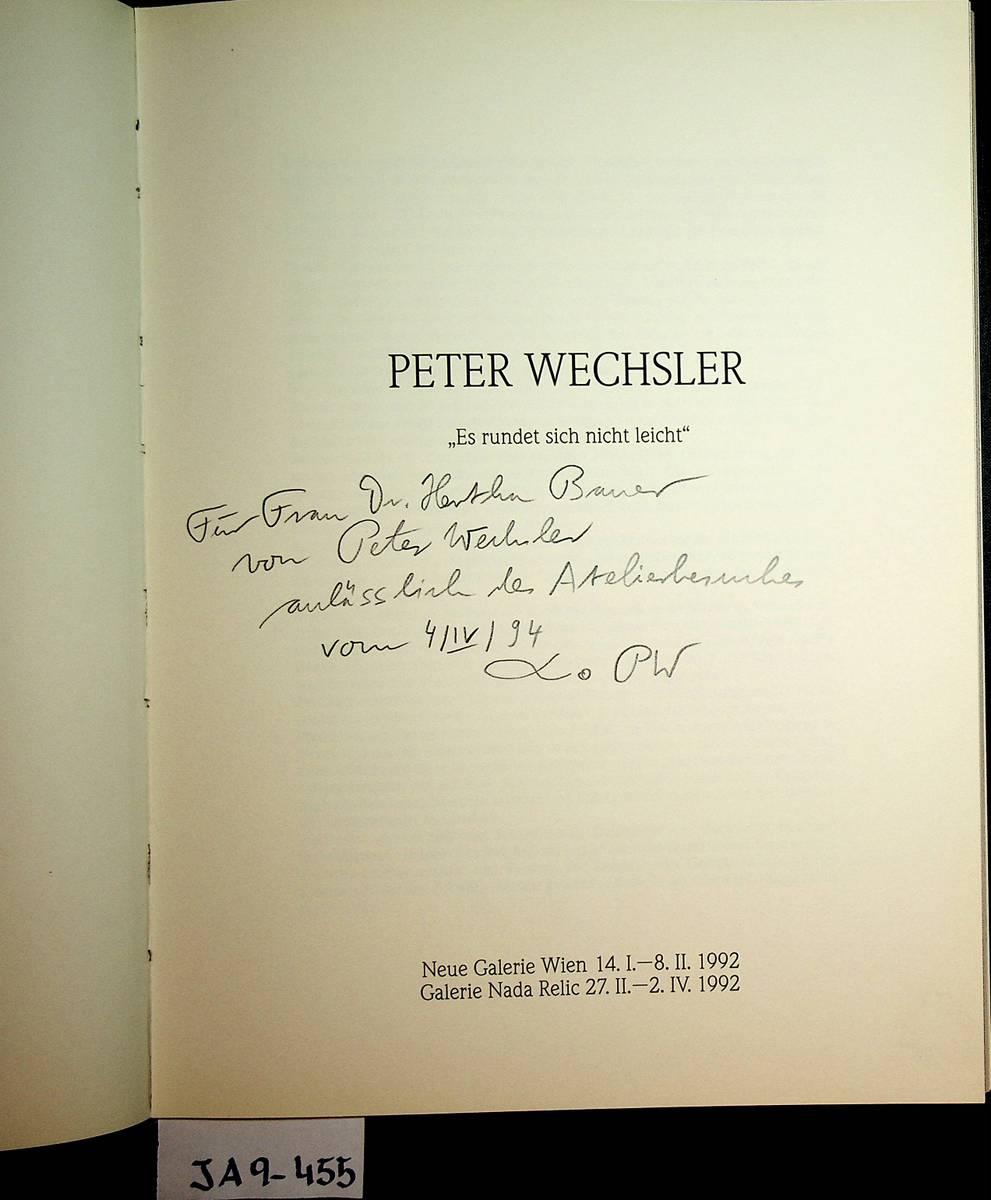 PETER WECHSLER
„Es rundet sich nicht leicht“
Für Frau Dr. Hertha Bauer
von Peter Wechsler
anlässlich des Atelierbesuches
vom 4/IV/94
PW
Neue Galerie Wien 14. I.—8. II. 1992
Galerie Nada Relic 27. II.—2. IV. 1992
JA9-455